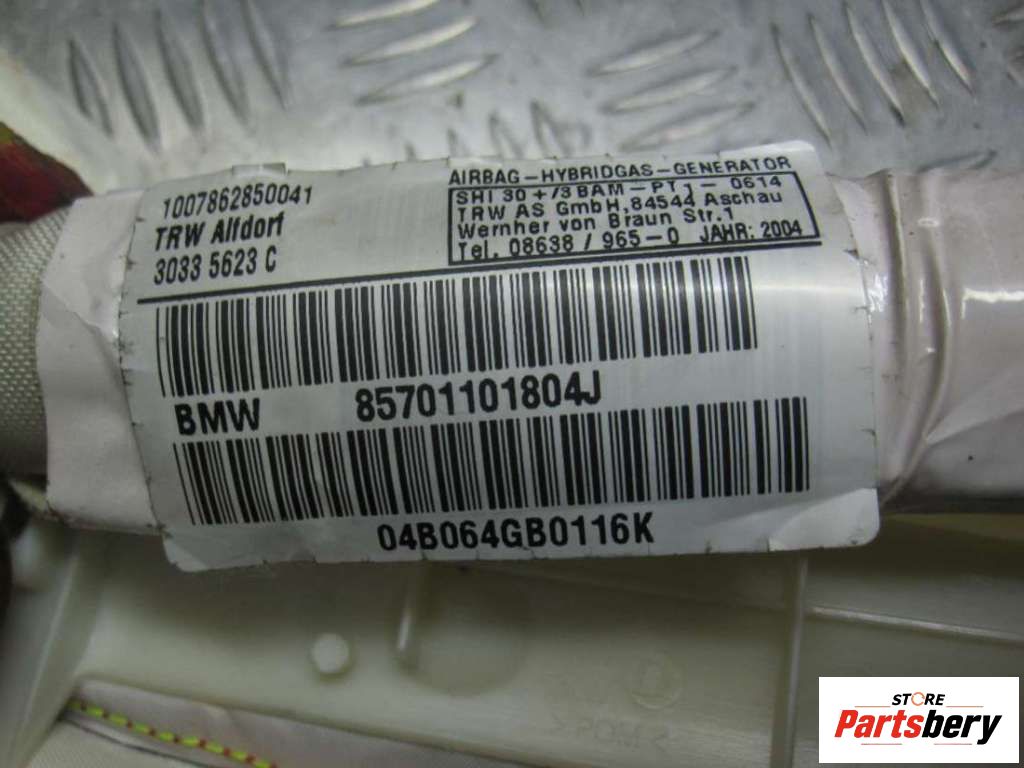 1007862850041
TRW Alfdorf
3033 5623 C
AIRBAG-HYBRIDGAS-GENERATOR
SHI 30 +/3 BAM-PT1- 0614
TRW AS GmbH, 84544 Aschau
Wernher von Braun Str.1
Tel. 08638 / 965-0 JAHR: 2004
BMW 85701101804J
04B064GB0116K
STORE
Partsbery